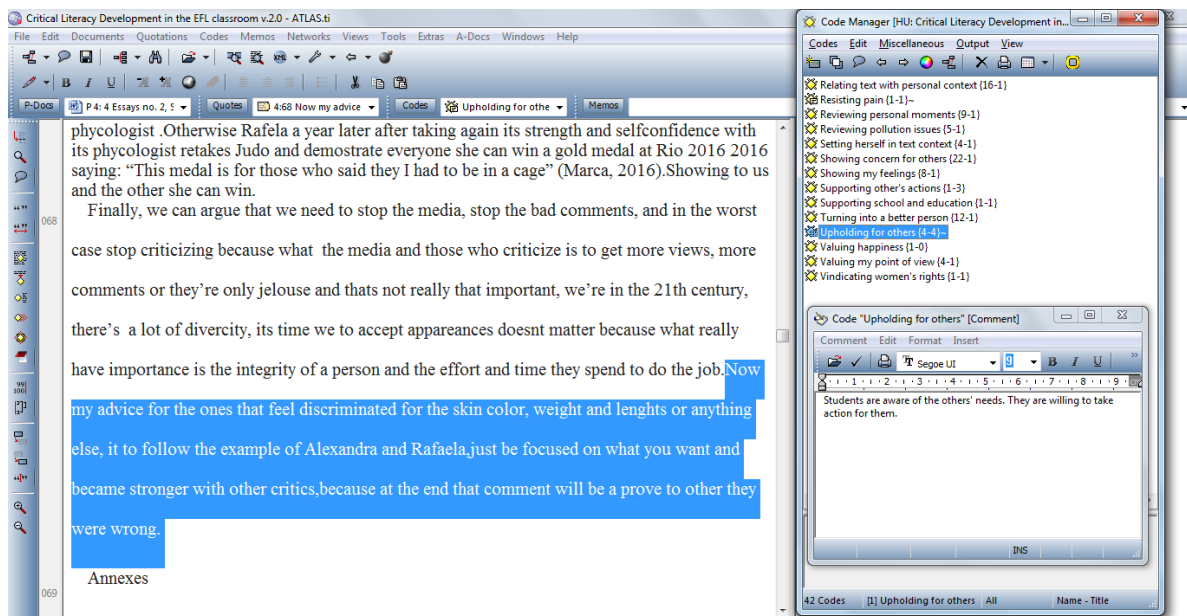 Critical Literacy Development in the EFL classroom v.2.0 - ATLAS.ti
File Edit Documents Quotations Codes Memos Networks Views Tools Extras A-Docs Windows Help
B I U
P-Docs P 4: 4 Essays no. 2, S Quotes 4:68 Now my advice Codes Upholding for othe Memos
phycologist .Otherwise Rafela a year later after taking again its strength and selfconfidence with
its phycologist retakes Judo and demostrate everyone she can win a gold medal at Rio 2016 2016
saying: “This medal is for those who said they I had to be in a cage” (Marca, 2016).Showing to us
and the other she can win.
068
Finally, we can argue that we need to stop the media, stop the bad comments, and in the worst
case stop criticizing because what the media and those who criticize is to get more views, more
comments or they’re only jelouse and thats not really that important, we’re in the 21th century,
there’s a lot of divercity, its time we to accept appareances doesnt matter because what really
have importance is the integrity of a person and the effort and time they spend to do the job.Now
my advice for the ones that feel discriminated for the skin color, weight and lenghts or anything
else, it to follow the example of Alexandra and Rafaela,just be focused on what you want and
became stronger with other critics,because at the end that comment will be a prove to other they
were wrong.
Annexes
069
Code Manager [HU: Critical Literacy Development in...
Codes Edit Miscellaneous Output View
Relating text with personal context {16-1}
Resisting pain {1-1}~
Reviewing personal moments {9-1}
Reviewing pollution issues {5-1}
Setting herself in text context {4-1}
Showing concern for others {22-1}
Showing my feelings {8-1}
Supporting other's actions {1-3}
Supporting school and education {1-1}
Turning into a better person {12-1}
Upholding for others {4-4}~
Valuing happiness {1-0}
Valuing my point of view {4-1}
Vindicating women's rights {1-1}
Code "Upholding for others" [Comment]
Comment Edit Format Insert
Segoe UI 9 B I U
1 2 3 4 5 6 7 8 9
Students are aware of the others' needs. They are willing to take
action for them.
INS
42 Codes [1] Upholding for others All Name - Title